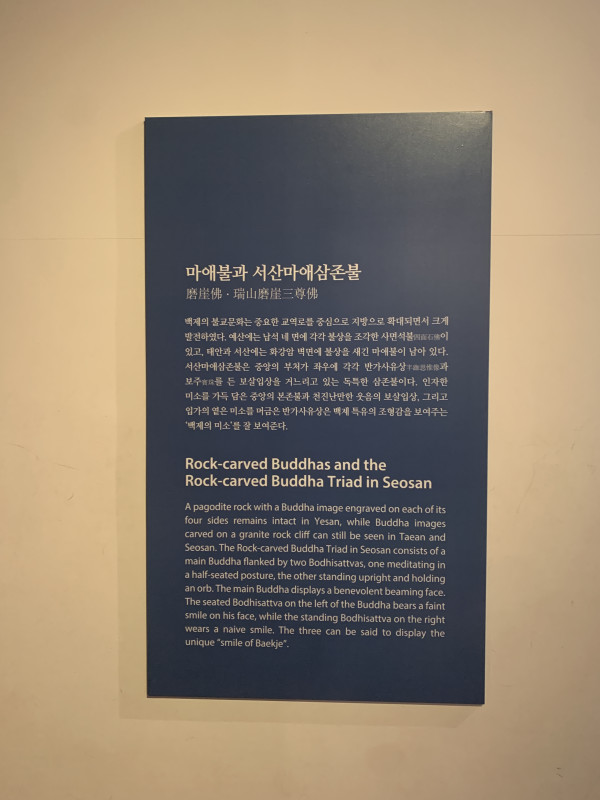 마애불과 서산마애삼존불
磨崖佛 · 瑞山磨崖三尊佛
백제의 불교문화는 중요한 교역로를 중심으로 지방으로 확대되면서 크게
발전하였다. 예산에는 납석 네 면에 각각 불상을 조각한 사면석불四面石佛이
있고, 태안과 서산에는 화강암 벽면에 불상을 새긴 마애불이 남아 있다.
서산마애삼존불은 중앙의 부처가 좌우에 각각 반가사유상半跏思惟像과
보주寶珠를 든 보살입상을 거느리고 있는 독특한 삼존불이다. 인자한
미소를 가득 담은 중앙의 본존불과 천진난만한 웃음의 보살입상, 그리고
입가의 옅은 미소를 머금은 반가사유상은 백제 특유의 조형감을 보여주는
'백제의 미소'를 잘 보여준다.
Rock-carved Buddhas and the
Rock-carved Buddha Triad in Seosan
A pagodite rock with a Buddha image engraved on each of its
four sides remains intact in Yesan, while Buddha images
carved on a granite rock cliff can still be seen in Taean and
Seosan. The Rock-carved Buddha Triad in Seosan consists of a
main Buddha flanked by two Bodhisattvas, one meditating in
a half-seated posture, the other standing upright and holding
an orb. The main Buddha displays a benevolent beaming face.
The seated Bodhisattva on the left of the Buddha bears a faint
smile on his face, while the standing Bodhisattva on the right
wears a naive smile. The three can be said to display the
unique "smile of Baekje".